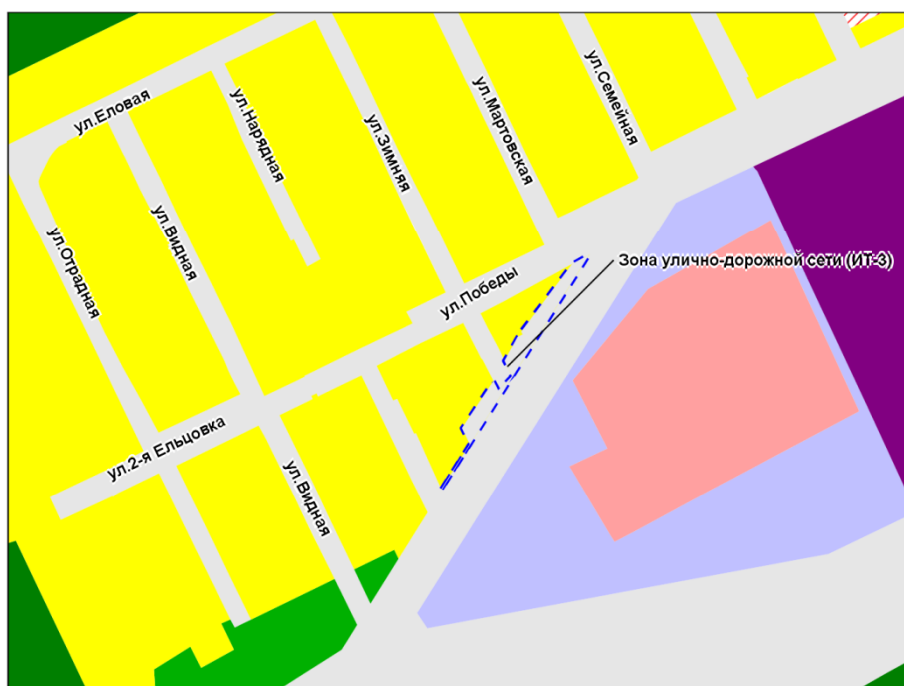 ул.Еловая
ул.Нарядная
ул.Зимняя
ул.Мартовская
ул.Семейная
ул.Отрадная
ул.Видная
Зона улично-дорожной сети (ИТ-3)
ул.Победы
ул.2-я Ельцовка
ул.Видная